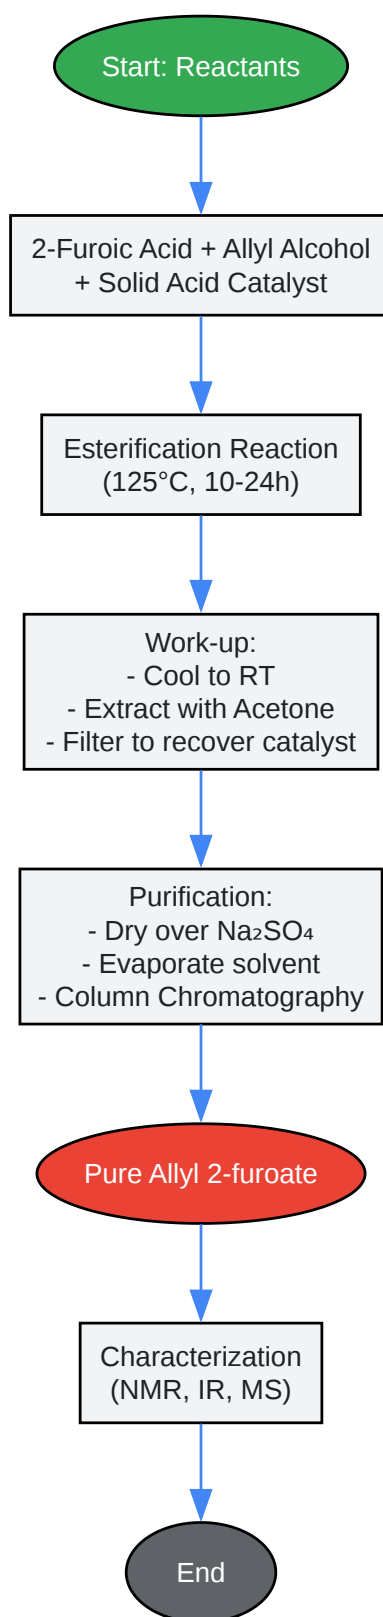 Start: Reactants
2-Furoic Acid + Allyl Alcohol
+ Solid Acid Catalyst
Esterification Reaction
(125°C, 10-24h)
Work-up:
- Cool to RT
- Extract with Acetone
- Filter to recover catalyst
Purification:
- Dry over Na₂SO₄
- Evaporate solvent
- Column Chromatography
Pure Allyl 2-furoate
Characterization
(NMR, IR, MS)
End